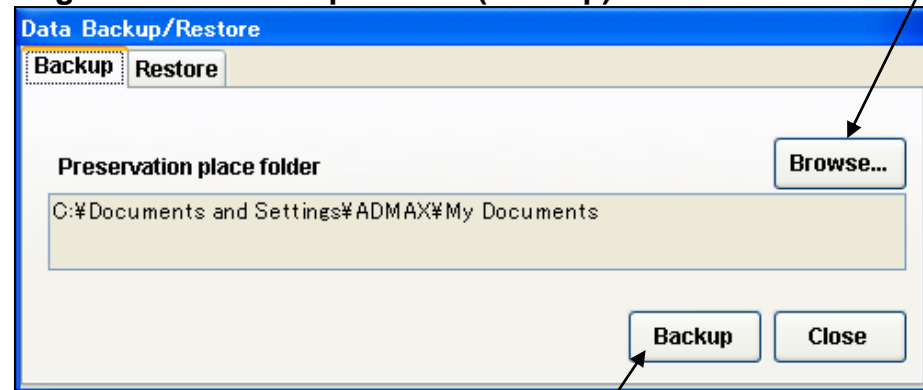 Data Backup/Restore
Backup Restore
Preservation place folder
Browse...
C:¥Documents and Settings¥ADMAX¥My Documents
Backup Close